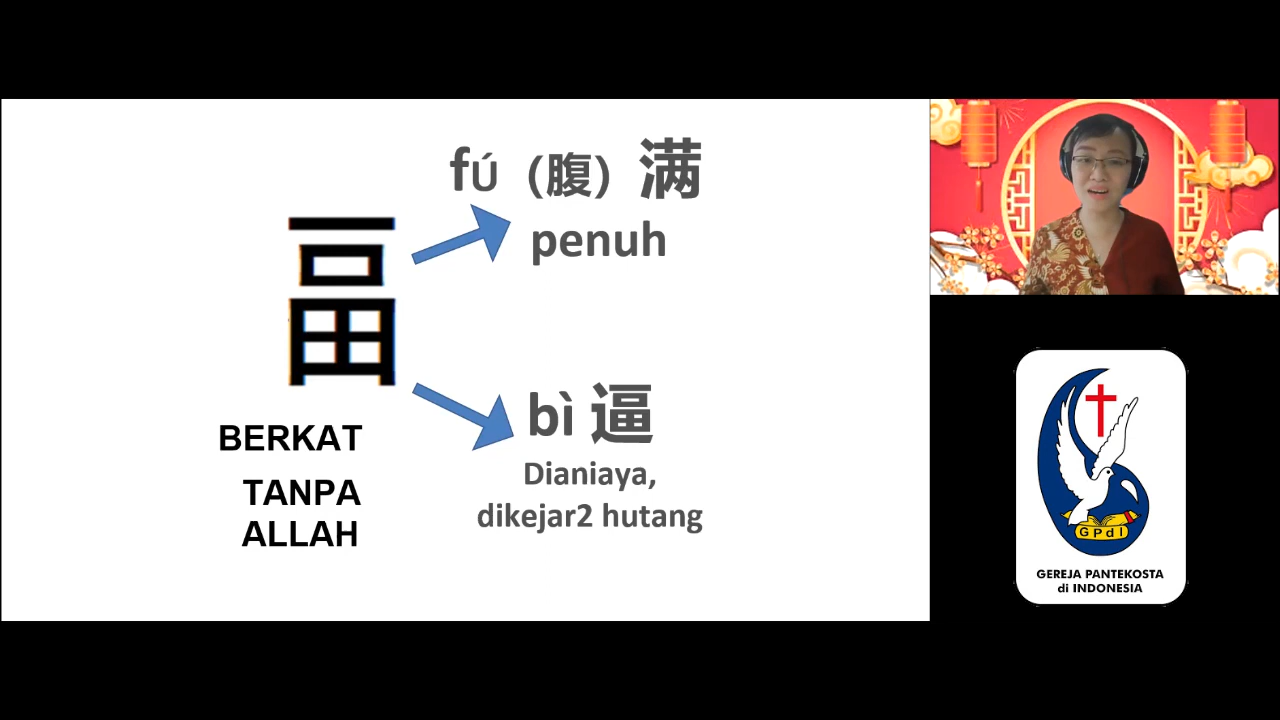 fú（腹）满
penuh
畐
BERKAT
TANPA
ALLAH
bì 逼
Dianiaya,
dikejar2 hutang
GPdI
GEREJA PANTEKOSTA
di INDONESIA